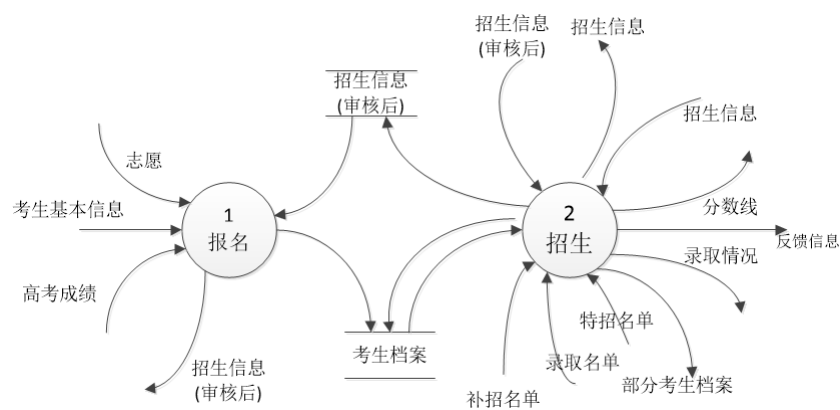 招生信息
(审核后)
招生信息
招生信息
(审核后)
招生信息
志愿
考生基本信息
1
报名
2
招生
分数线
反馈信息
录取情况
高考成绩
特招名单
考生档案
录取名单
招生信息
(审核后)
部分考生档案
补招名单